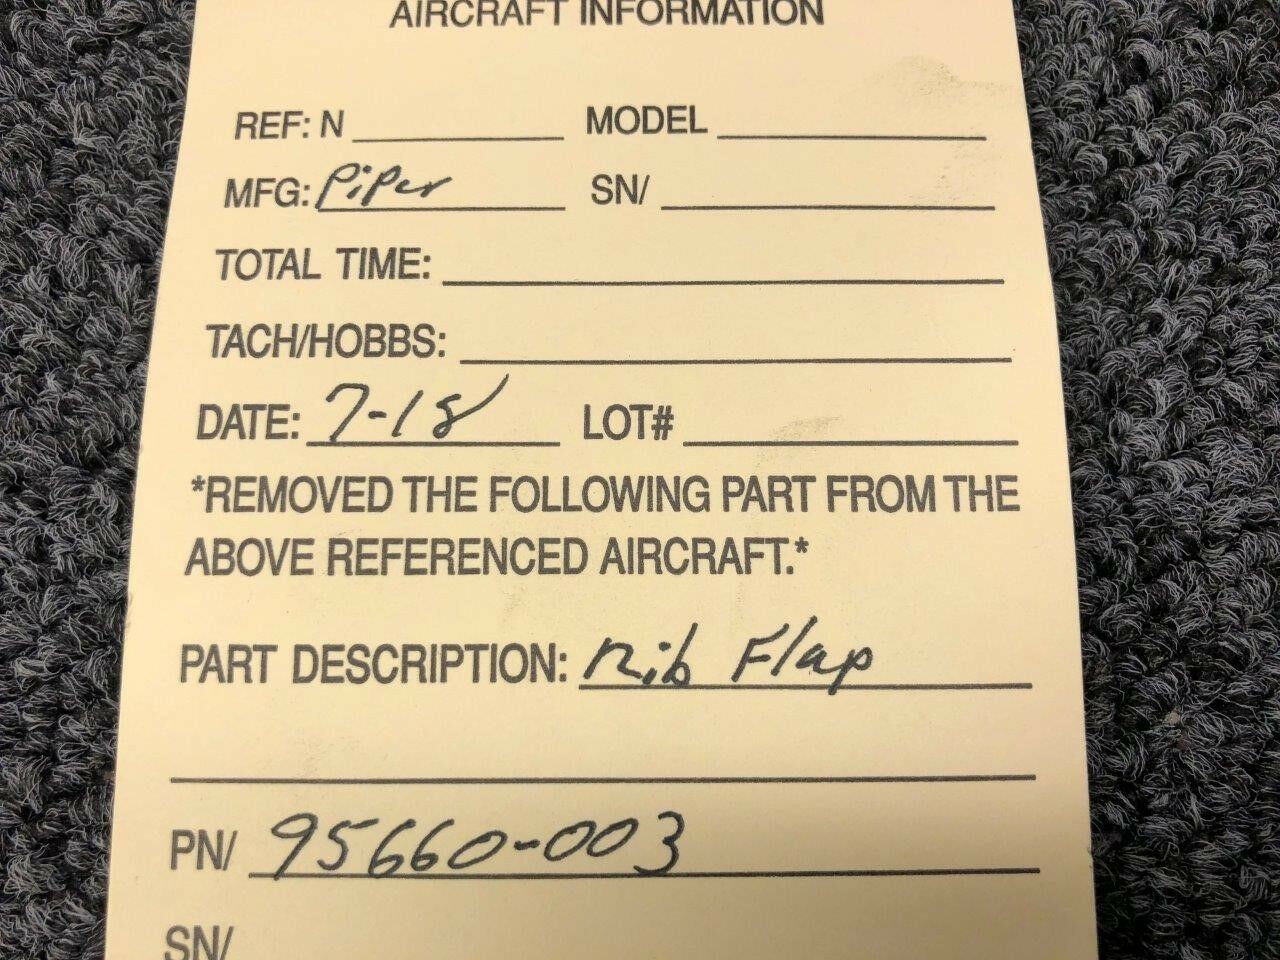 AIRCRAFT INFORMATION
REF: N MODEL
MFG: Piper SN/
TOTAL TIME:
TACH/HOBBS:
DATE: 7-18 LOT#
*REMOVED THE FOLLOWING PART FROM THE
ABOVE REFERENCED AIRCRAFT.*
PART DESCRIPTION: Rib Flap
PN/ 95660-003
SN/